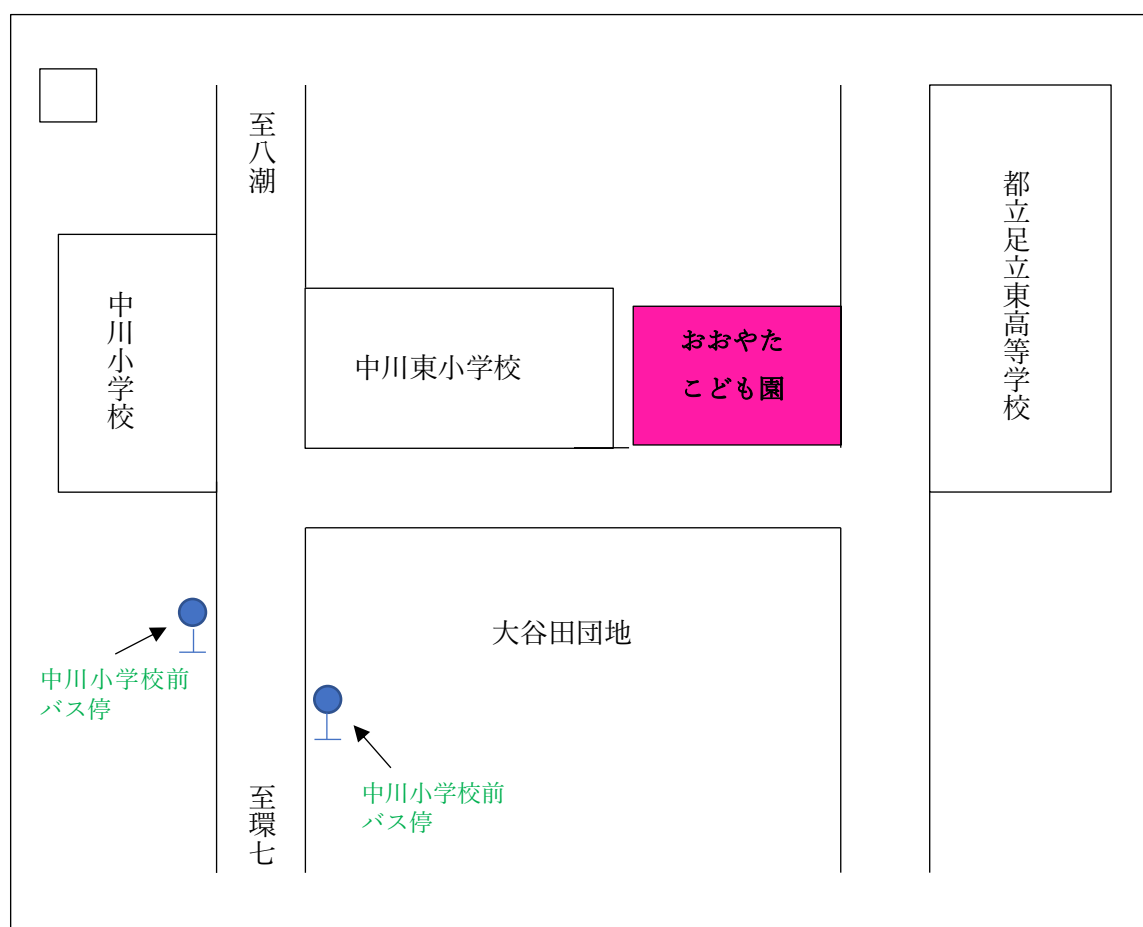 至八潮
都立足立東高等学校
中川小学校
中川東小学校
おおやた
こども園
大谷田団地
中川小学校前
バス停
中川小学校前
バス停
至環七